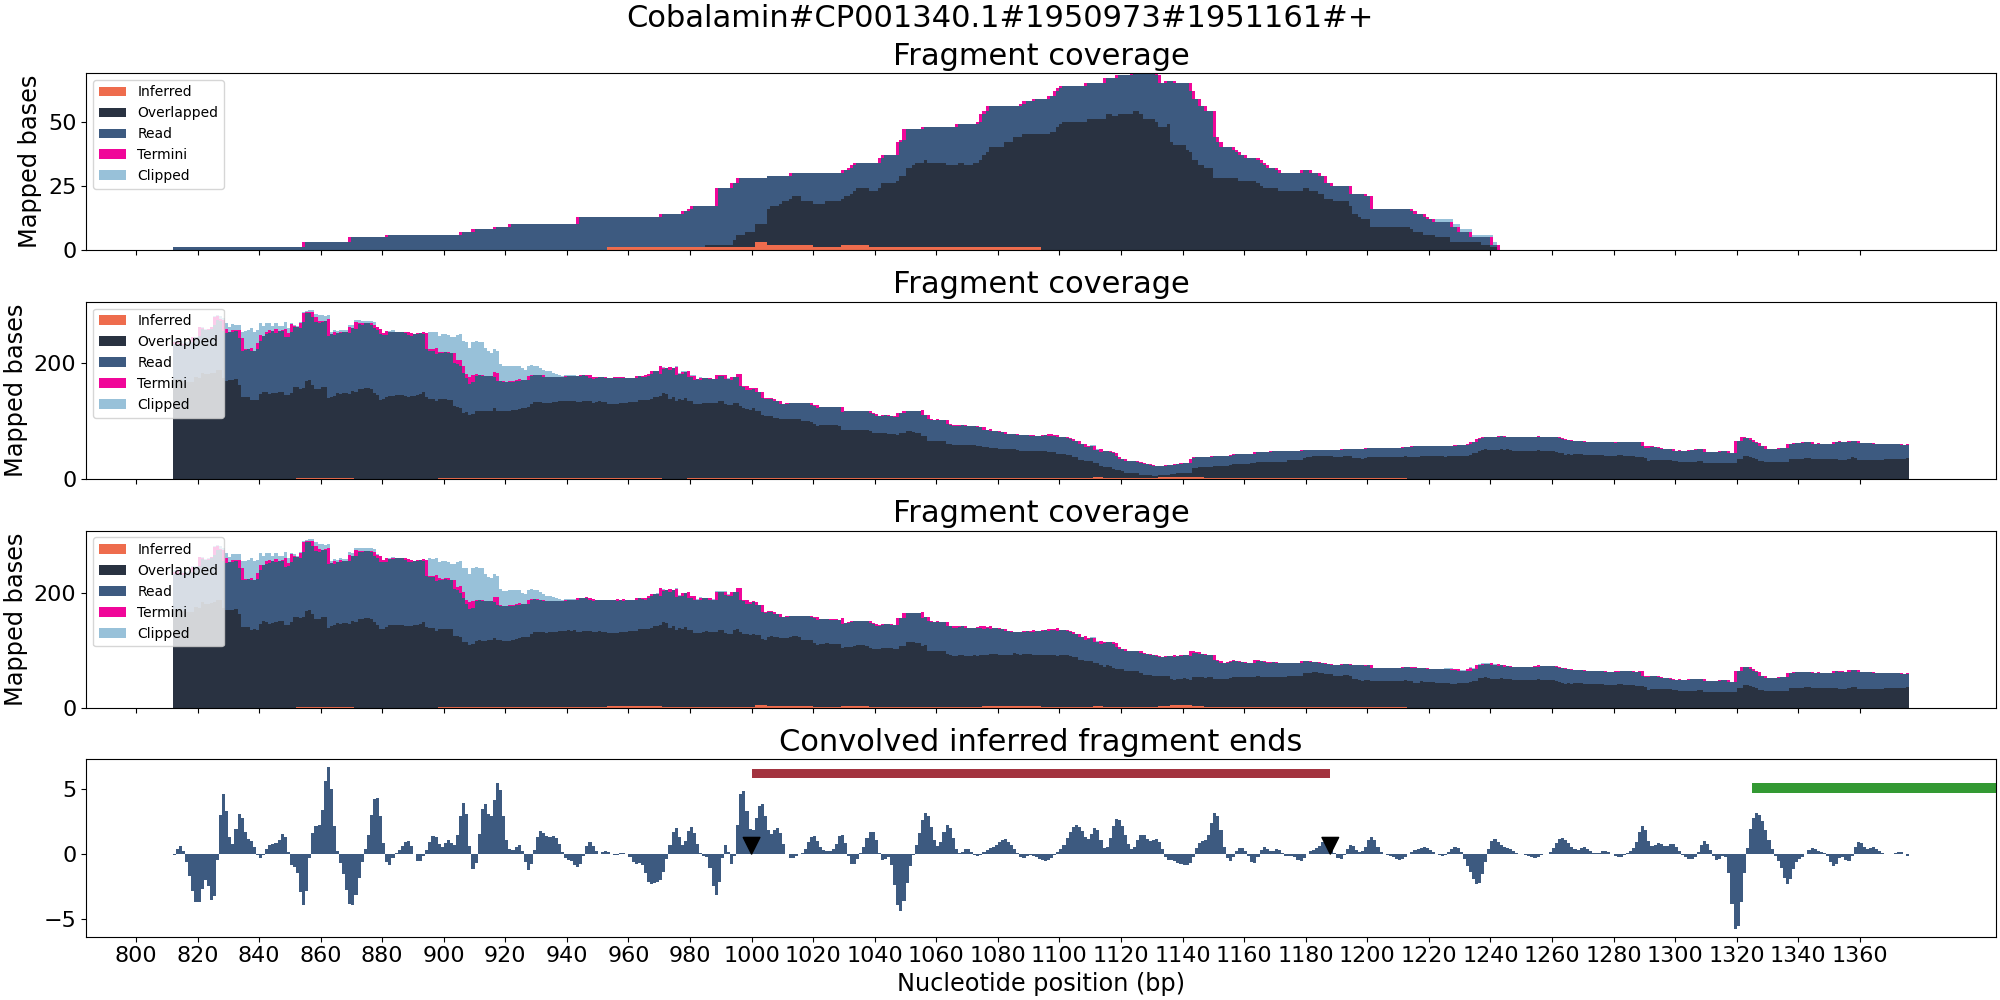 Cobalamin#CP001340.1#1950973#1951161#+
Fragment coverage
Mapped bases
50
25
0
Inferred
Overlapped
Read
Termini
Clipped
Fragment coverage
Mapped bases
200
0
Inferred
Overlapped
Read
Termini
Clipped
Fragment coverage
Mapped bases
200
0
Inferred
Overlapped
Read
Termini
Clipped
Convolved inferred fragment ends
5
0
−5
800 820 840 860 880 900 920 940 960 980 1000 1020 1040 1060 1080 1100 1120 1140 1160 1180 1200 1220 1240 1260 1280 1300 1320 1340 1360
Nucleotide position (bp)